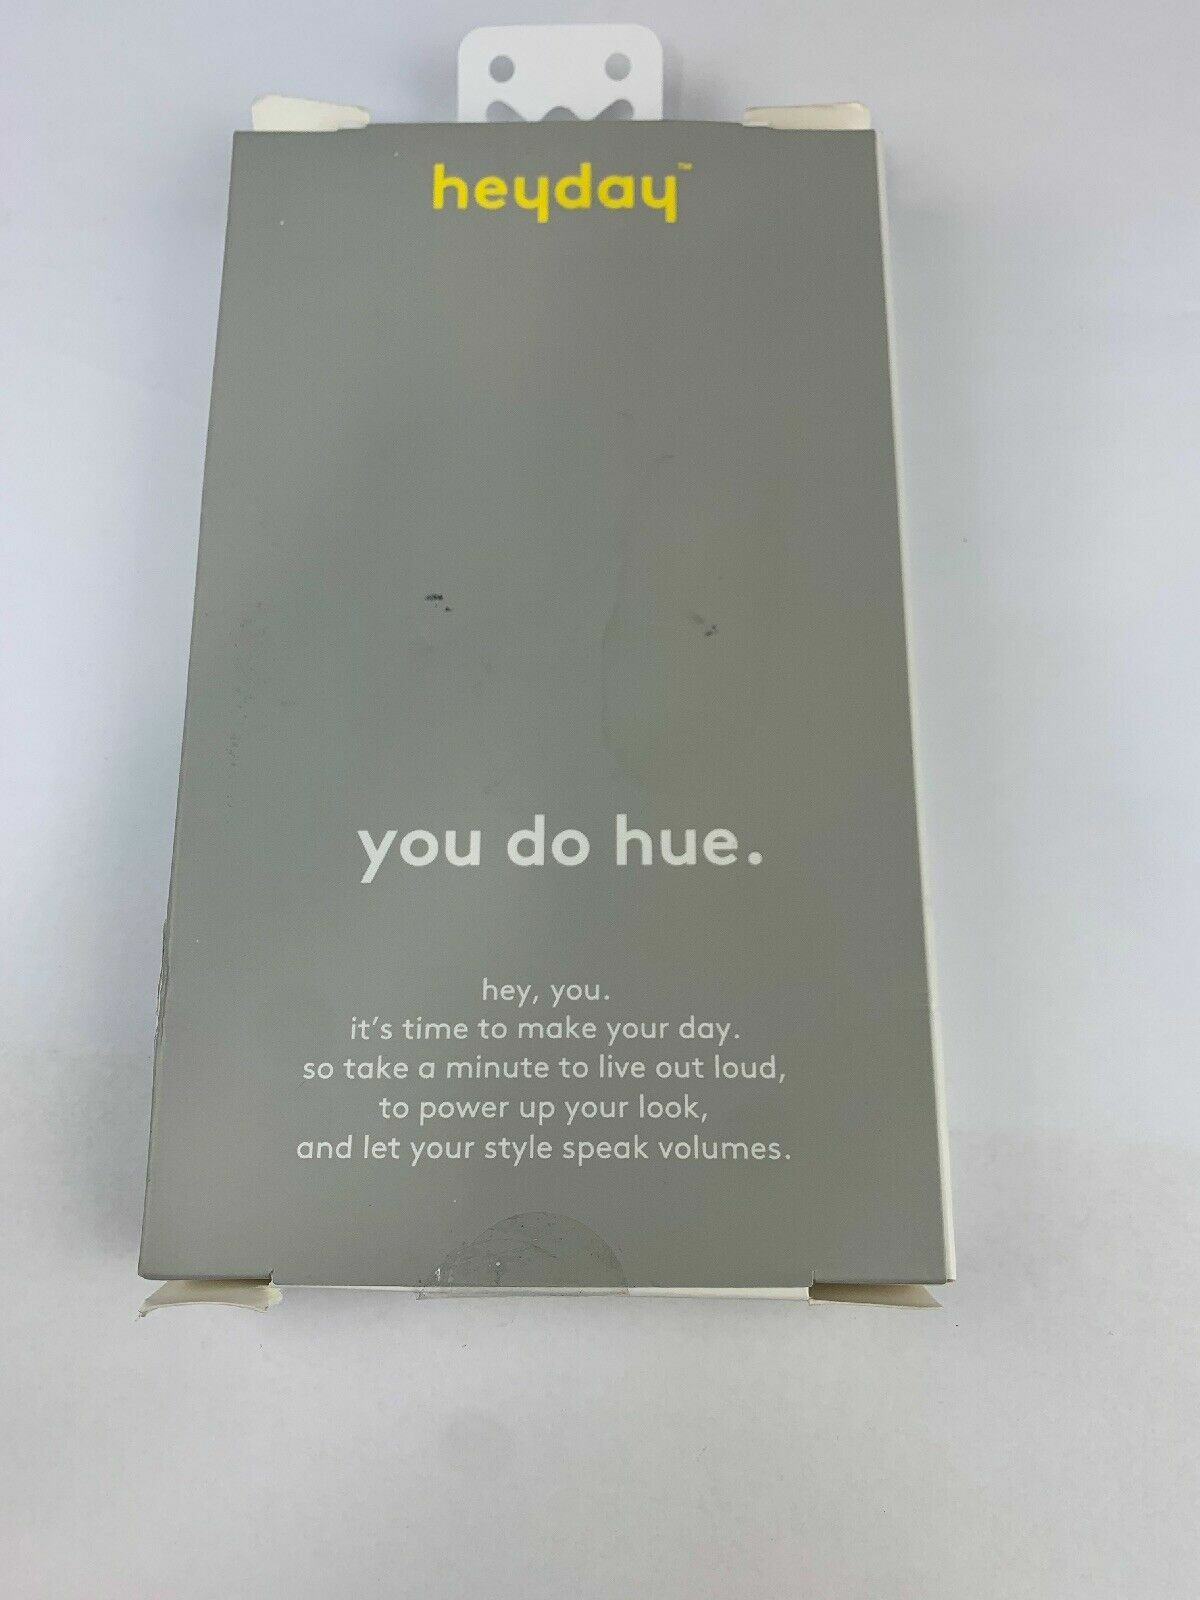 heyday™
you do hue.
hey, you.
it's time to make your day.
so take a minute to live out loud,
to power up your look,
and let your style speak volumes.